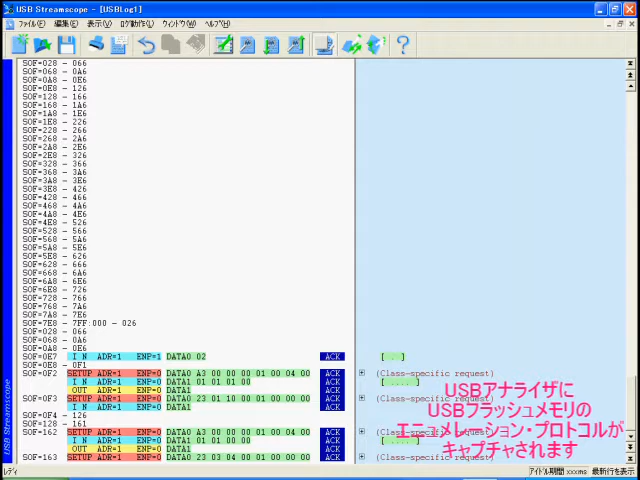 USB Streamscope - [USBLog1]
ファイル(F) 編集(E) 表示(V) ログ動作(L) ウィンドウ(W) ヘルプ(H)
SOF=028 - 066
SOF=068 - 0A6
SOF=0A8 - 0E6
SOF=0E8 - 126
SOF=128 - 166
SOF=168 - 1A6
SOF=1A8 - 1E6
SOF=1E8 - 226
SOF=228 - 266
SOF=268 - 2A6
SOF=2A8 - 2E6
SOF=2E8 - 326
SOF=328 - 366
SOF=368 - 3A6
SOF=3A8 - 3E6
SOF=3E8 - 426
SOF=428 - 466
SOF=468 - 4A6
SOF=4A8 - 4E6
SOF=4E8 - 526
SOF=528 - 566
SOF=568 - 5A6
SOF=5A8 - 5E6
SOF=5E8 - 626
SOF=628 - 666
SOF=668 - 6A6
SOF=6A8 - 6E6
SOF=6E8 - 726
SOF=728 - 766
SOF=768 - 7A6
SOF=7A8 - 7E6
SOF=7E8 - 7FF:000 - 026
SOF=028 - 066
SOF=068 - 0A6
SOF=0A8 - 0E6
SOF=0E7 IN ADR=1 ENP=1 DATA0 02 ACK [ . ]
SOF=0E8 - 0F1
SOF=0F2 SETUP ADR=1 ENP=0 DATA0 A3 00 00 00 01 00 04 00 ACK (Class-specific request)
IN ADR=1 ENP=0 DATA1 01 01 01 00 ACK [ .... ]
OUT ADR=1 ENP=0 DATA1 ACK
SOF=0F3 SETUP ADR=1 ENP=0 DATA0 23 01 10 00 01 00 00 00 ACK (Class-specific request)
IN ADR=1 ENP=0 DATA1 ACK
SOF=0F4 - 126
SOF=128 - 161
SOF=162 SETUP ADR=1 ENP=0 DATA0 A3 00 00 00 01 00 04 00 ACK (Class-specific request)
IN ADR=1 ENP=0 DATA1 01 01 00 00 ACK [ .... ]
OUT ADR=1 ENP=0 DATA1 ACK
SOF=163 SETUP ADR=1 ENP=0 DATA0 23 03 04 00 01 00 00 00 ACK (Class-specific request)
USBアナライザに
USBフラッシュメモリの
エニュメレーション・プロトコルが
キャプチャされます
USB Streamscope
レディ アイドル期間 xxxms 最新行を表示